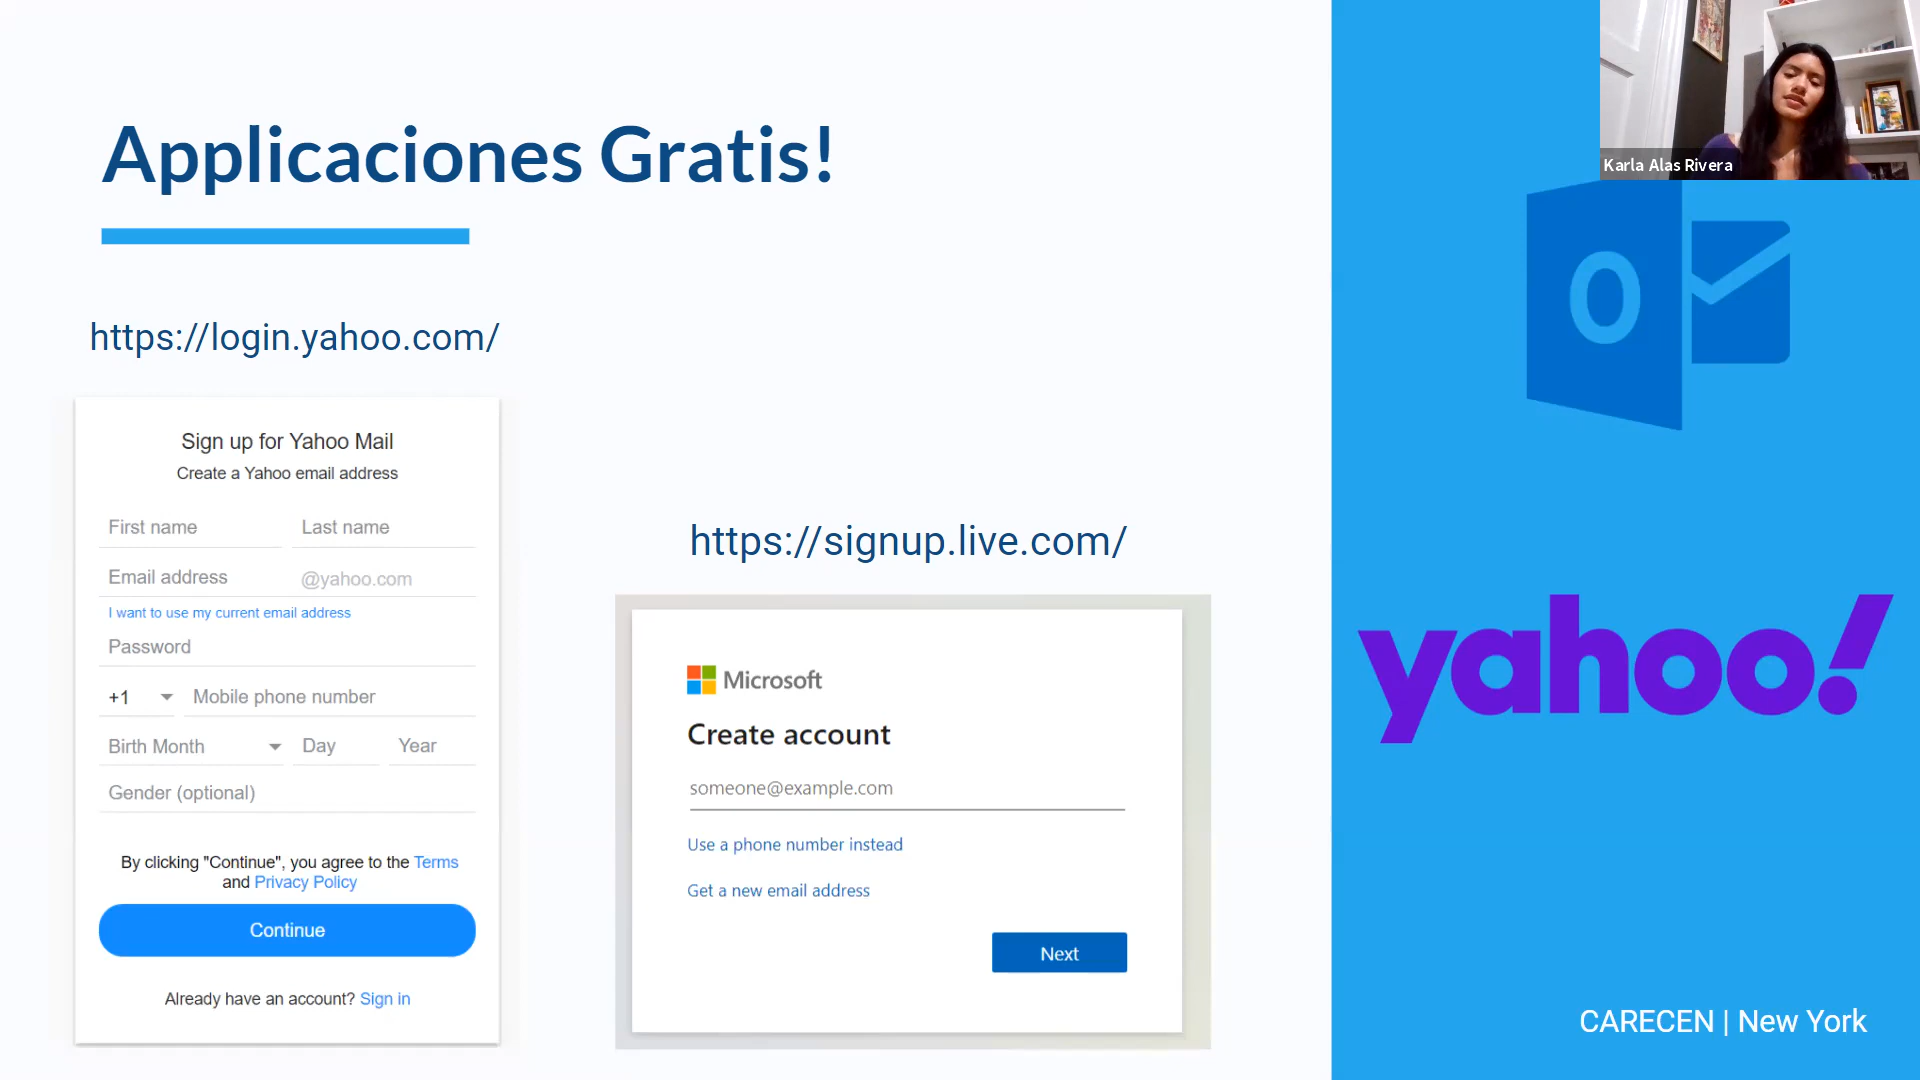 Applicaciones Gratis!
https://login.yahoo.com/
Sign up for Yahoo Mail
Create a Yahoo email address
First name Last name
Email address @yahoo.com
I want to use my current email address
Password
+1 Mobile phone number
Birth Month Day Year
Gender (optional)
By clicking "Continue", you agree to the Terms
and Privacy Policy
Continue
Already have an account? Sign in
https://signup.live.com/
Microsoft
Create account
someone@example.com
Use a phone number instead
Get a new email address
Next
Karla Alas Rivera
O
yahoo!
CARECEN | New York